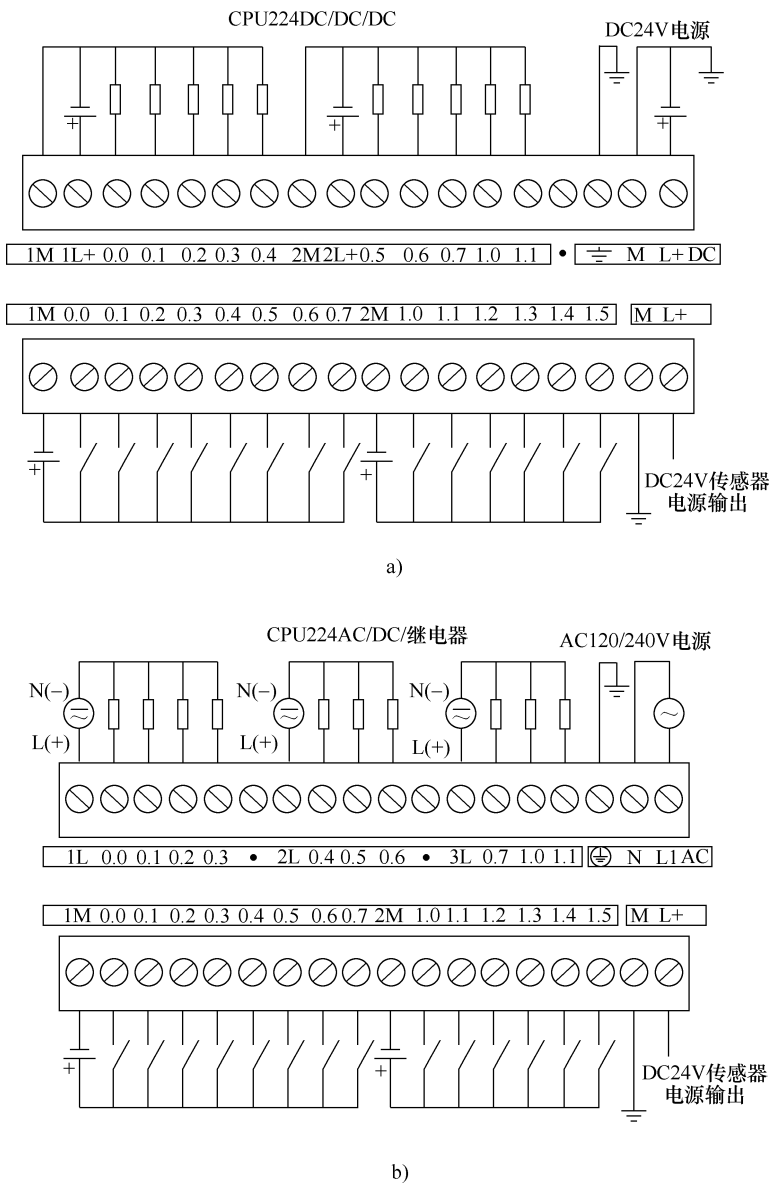 CPU224DC/DC/DC
DC24V电源
+
+
+
1M 1L+ 0.0 0.1 0.2 0.3 0.4 2M 2L+ 0.5 0.6 0.7 1.0 1.1 • M L+ DC
1M 0.0 0.1 0.2 0.3 0.4 0.5 0.6 0.7 2M 1.0 1.1 1.2 1.3 1.4 1.5 M L+
+
+
DC24V传感器
电源输出
a)
CPU224AC/DC/继电器
AC120/240V电源
N(−) N(−) N(−)
L(+) L(+) L(+)
1L 0.0 0.1 0.2 0.3 • 2L 0.4 0.5 0.6 • 3L 0.7 1.0 1.1 N L1 AC
1M 0.0 0.1 0.2 0.3 0.4 0.5 0.6 0.7 2M 1.0 1.1 1.2 1.3 1.4 1.5 M L+
+
+
DC24V传感器
电源输出
b)